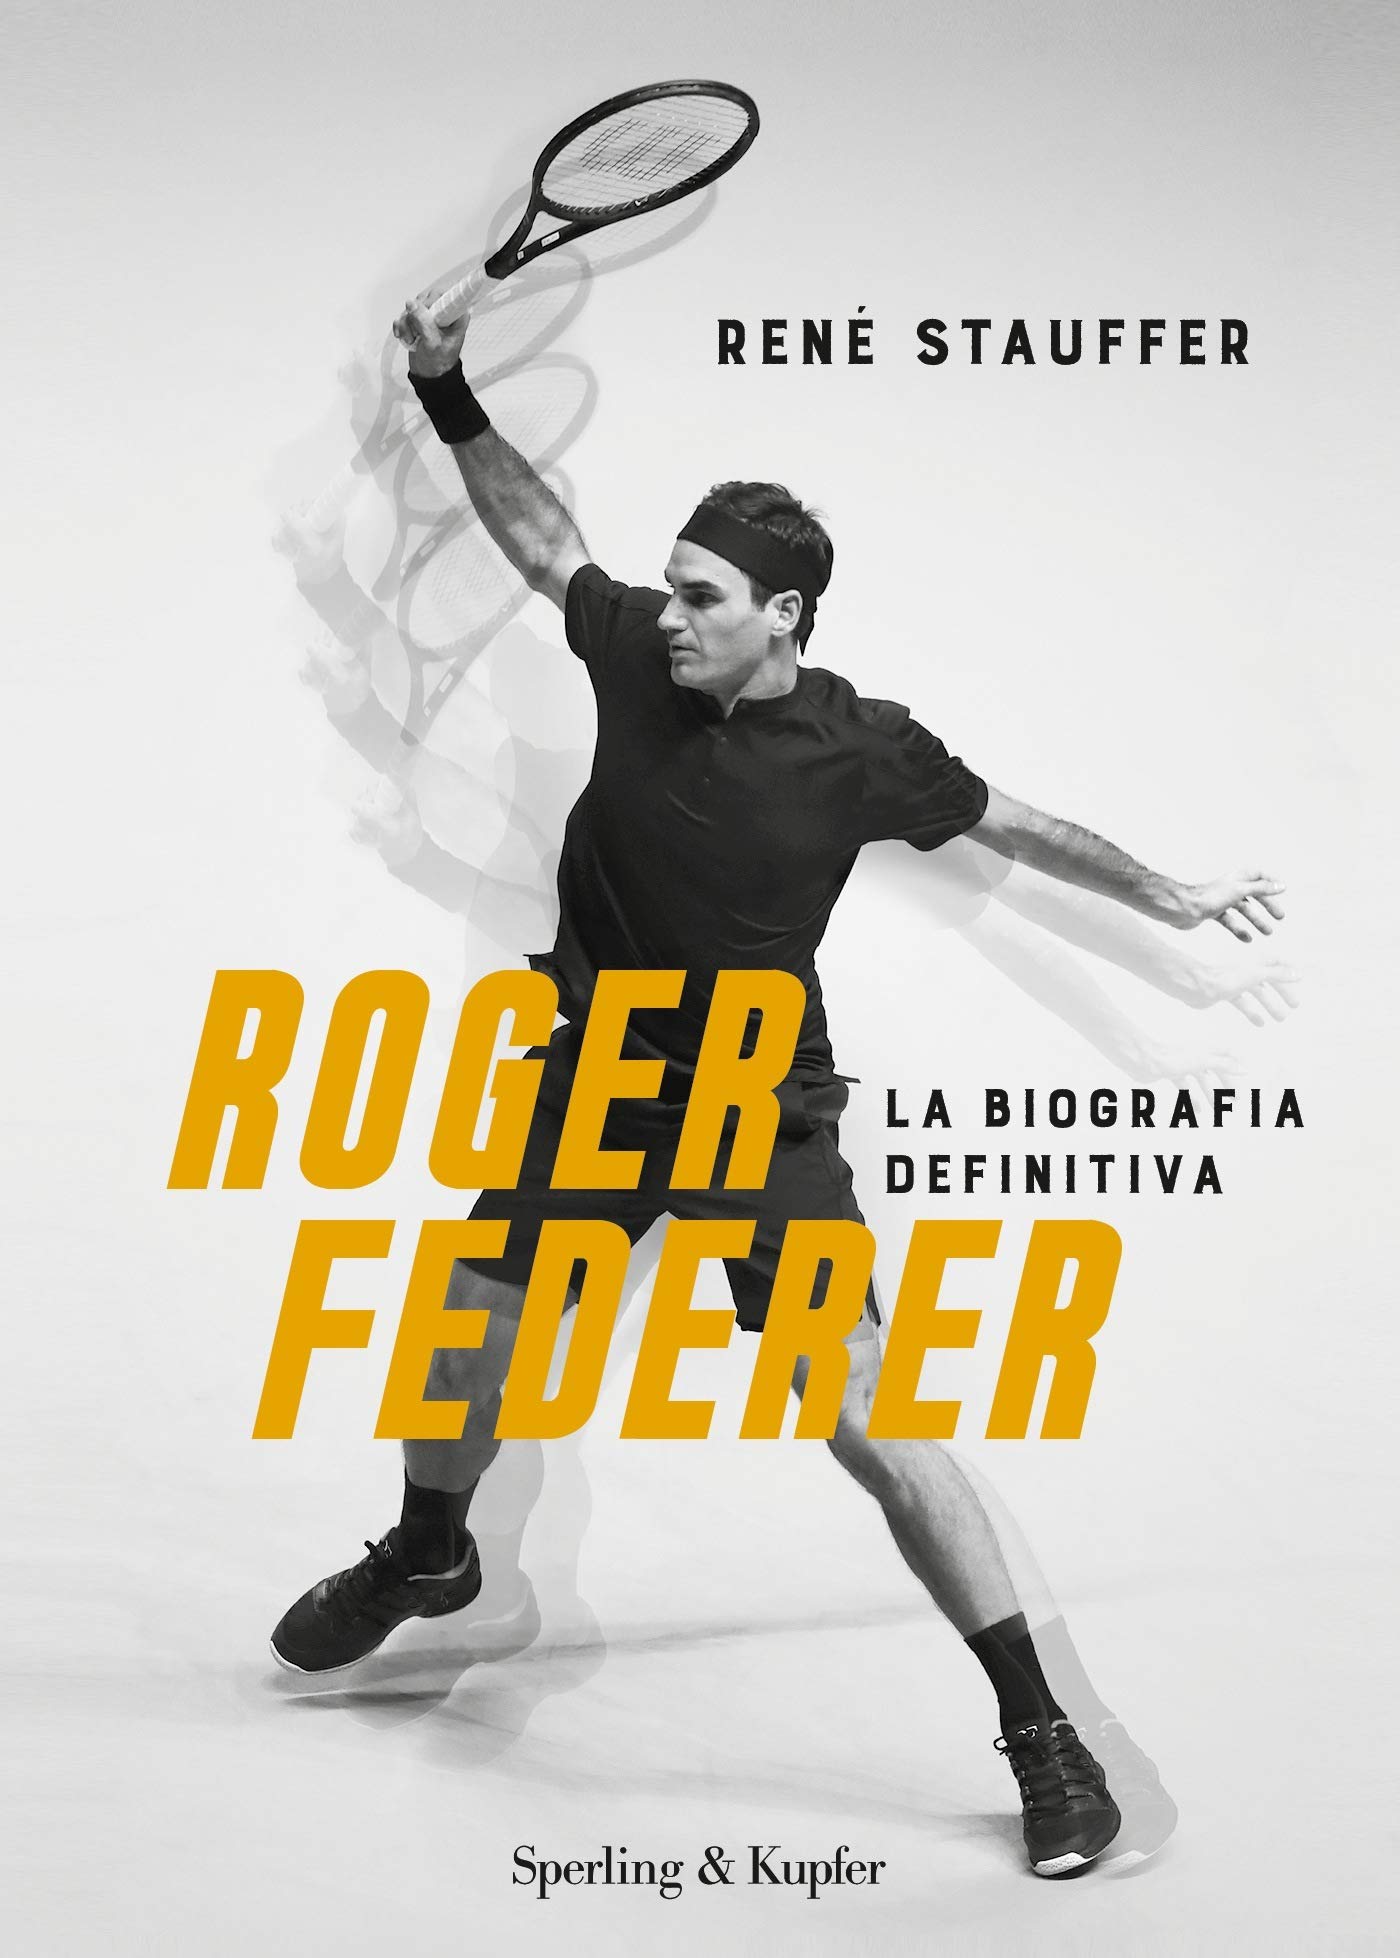 RENÉ STAUFFER
ROGER
LA BIOGRAFIA
DEFINITIVA
FEDERER
Sperling & Kupfer